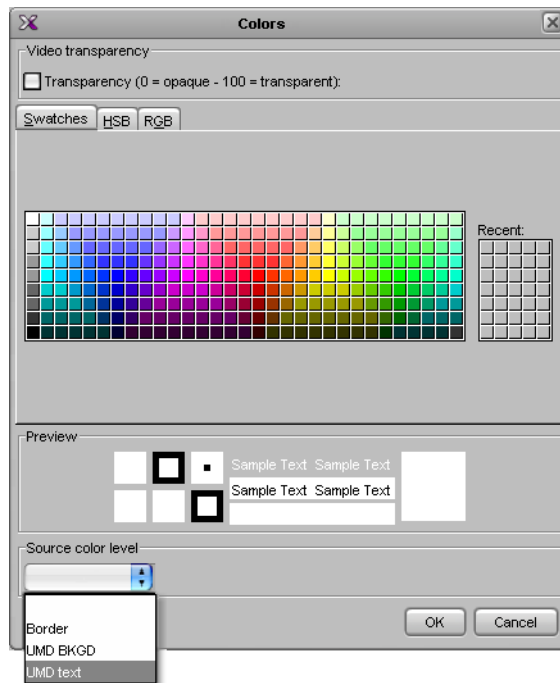 Colors
Video transparency
Transparency (0 = opaque - 100 = transparent):
Swatches HSB RGB
Recent:
Preview
Sample Text Sample Text
Sample Text Sample Text
Source color level
Border
UMD BKGD
UMD text
OK Cancel